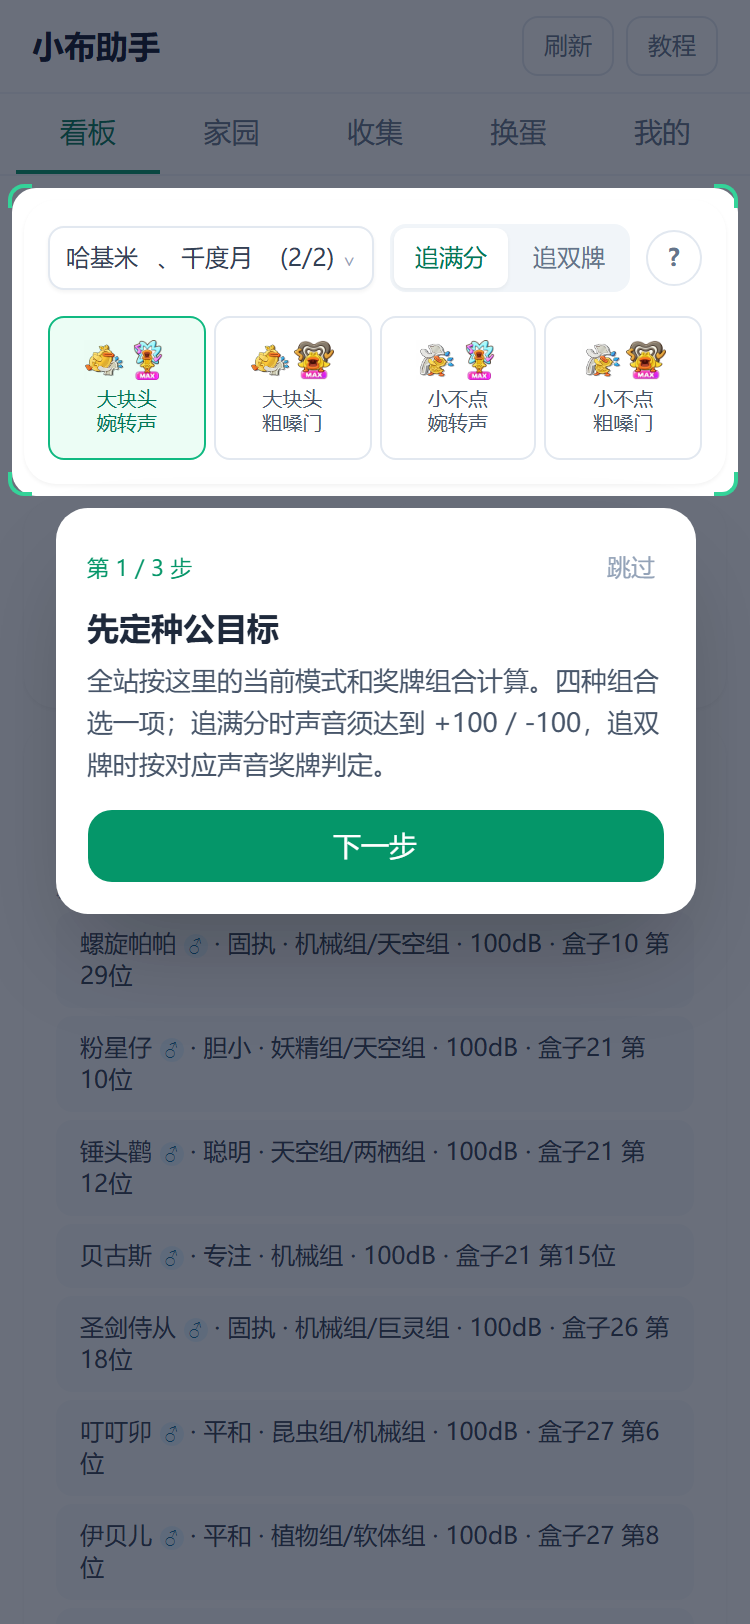 小布助手
刷新
教程
看板
家园
收集
换蛋
我的
哈基米 、千度月 (2/2)
追满分
追双牌
?
MAX
大块头
婉转声
MAX
大块头
粗嗓门
MAX
小不点
婉转声
MAX
小不点
粗嗓门
第 1 / 3 步
跳过
先定种公目标
全站按这里的当前模式和奖牌组合计算。四种组合
选一项；追满分时声音须达到 +100 / -100，追双
牌时按对应声音奖牌判定。
下一步
螺旋帕帕 ♂ · 固执 · 机械组/天空组 · 100dB · 盒子10 第
29位
粉星仔 ♂ · 胆小 · 妖精组/天空组 · 100dB · 盒子21 第
10位
锤头鹳 ♂ · 聪明 · 天空组/两栖组 · 100dB · 盒子21 第
12位
贝古斯 ♂ · 专注 · 机械组 · 100dB · 盒子21 第15位
圣剑侍从 ♂ · 固执 · 机械组/巨灵组 · 100dB · 盒子26 第
18位
叮叮卯 ♂ · 平和 · 昆虫组/机械组 · 100dB · 盒子27 第6
位
伊贝儿 ♂ · 平和 · 植物组/软体组 · 100dB · 盒子27 第8
位